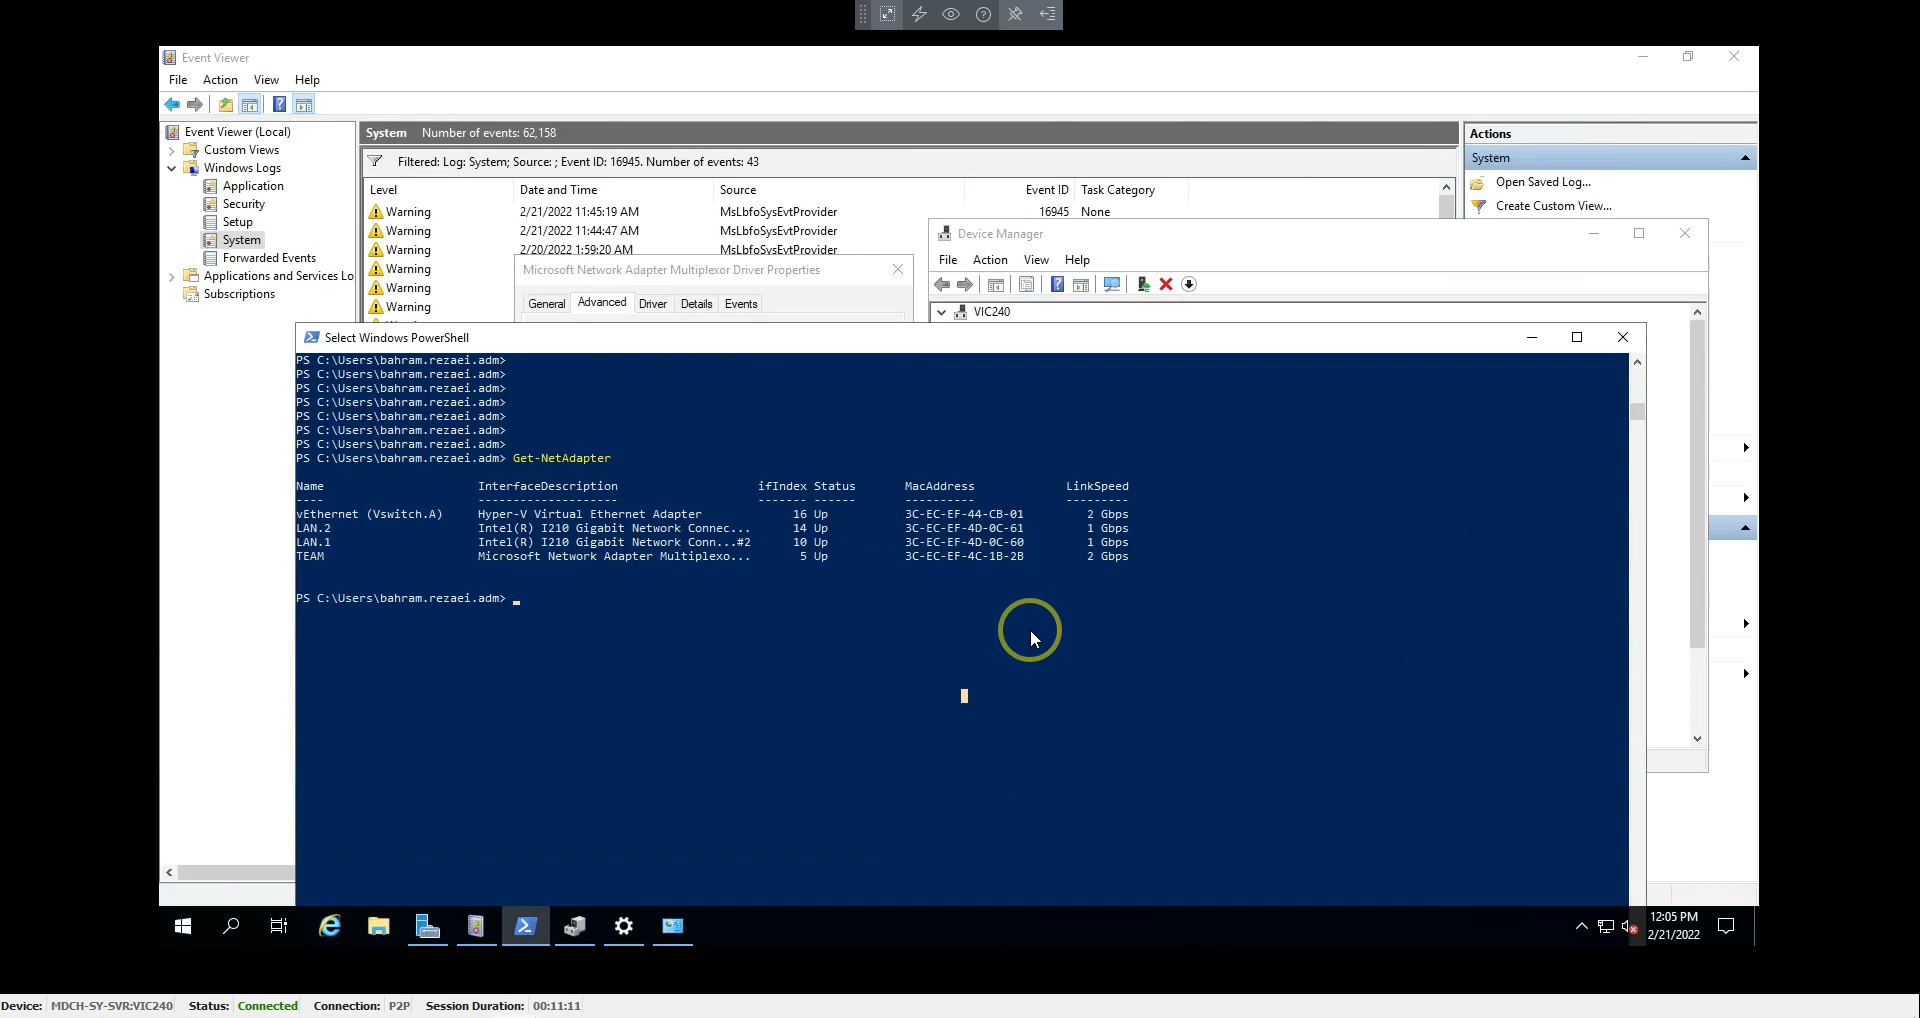 Event Viewer
File Action View Help
Event Viewer (Local)
Custom Views
Windows Logs
Application
Security
Setup
System
Forwarded Events
Applications and Services Lo
Subscriptions
System Number of events: 62,158
Filtered: Log: System; Source: ; Event ID: 16945. Number of events: 43
Level Date and Time Source Event ID Task Category
Warning 2/21/2022 11:45:19 AM MsLbfoSysEvtProvider 16945 None
Warning 2/21/2022 11:44:47 AM MsLbfoSysEvtProvider
Warning 2/20/2022 1:59:20 AM MsLbfoSysEvtProvider
Warning
Warning
Warning
Actions
System
Open Saved Log...
Create Custom View...
Microsoft Network Adapter Multiplexor Driver Properties
General Advanced Driver Details Events
Device Manager
File Action View Help
VIC240
Select Windows PowerShell
PS C:\Users\bahram.rezaei.adm>
PS C:\Users\bahram.rezaei.adm>
PS C:\Users\bahram.rezaei.adm>
PS C:\Users\bahram.rezaei.adm>
PS C:\Users\bahram.rezaei.adm>
PS C:\Users\bahram.rezaei.adm>
PS C:\Users\bahram.rezaei.adm>
PS C:\Users\bahram.rezaei.adm> Get-NetAdapter
Name InterfaceDescription ifIndex Status MacAddress LinkSpeed
---- -------------------- ------- ------ ---------- ---------
vEthernet (Vswitch.A) Hyper-V Virtual Ethernet Adapter 16 Up 3C-EC-EF-44-CB-01 2 Gbps
LAN.2 Intel(R) I210 Gigabit Network Connec... 14 Up 3C-EC-EF-4D-0C-61 1 Gbps
LAN.1 Intel(R) I210 Gigabit Network Conn...#2 10 Up 3C-EC-EF-4D-0C-60 1 Gbps
TEAM Microsoft Network Adapter Multiplexo... 5 Up 3C-EC-EF-4C-1B-2B 2 Gbps
PS C:\Users\bahram.rezaei.adm>
12:05 PM
2/21/2022
Device: MDCH-SY-SVR:VIC240 Status: Connected Connection: P2P Session Duration: 00:11:11